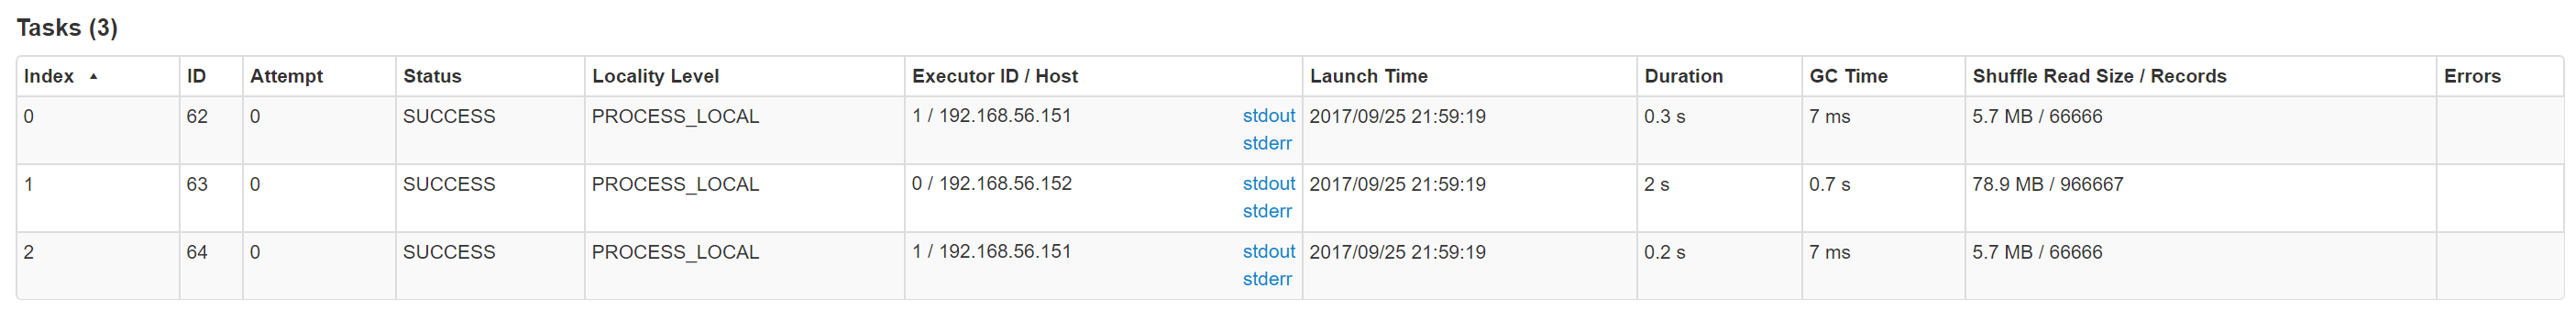 Tasks (3)
Index ▲ ID Attempt Status Locality Level Executor ID / Host Launch Time Duration GC Time Shuffle Read Size / Records Errors
0 62 0 SUCCESS PROCESS_LOCAL 1 / 192.168.56.151 stdout 2017/09/25 21:59:19 0.3 s 7 ms 5.7 MB / 66666
stderr
1 63 0 SUCCESS PROCESS_LOCAL 0 / 192.168.56.152 stdout 2017/09/25 21:59:19 2 s 0.7 s 78.9 MB / 966667
stderr
2 64 0 SUCCESS PROCESS_LOCAL 1 / 192.168.56.151 stdout 2017/09/25 21:59:19 0.2 s 7 ms 5.7 MB / 66666
stderr